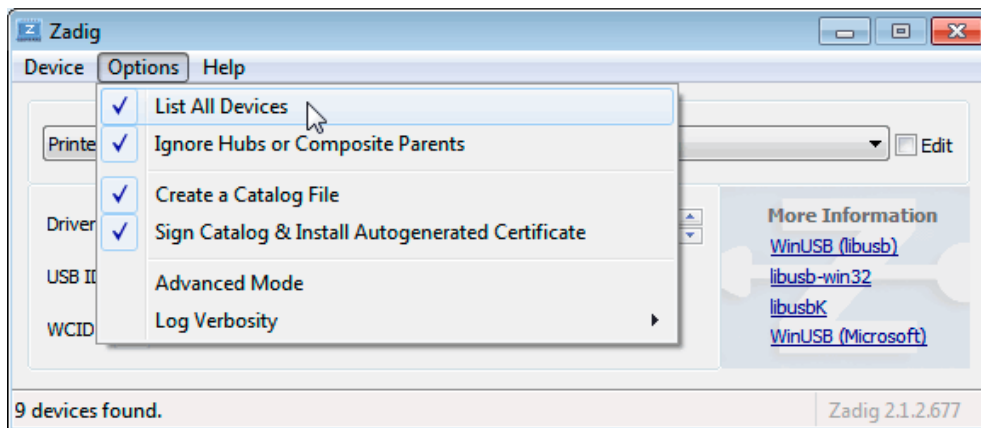 Zadig
Device Options Help
List All Devices
Printe Edit
Ignore Hubs or Composite Parents
Create a Catalog File
Driver
Sign Catalog & Install Autogenerated Certificate
More Information
WinUSB (libusb)
USB ID
Advanced Mode
libusb-win32
Log Verbosity
libusbK
WCID
WinUSB (Microsoft)
9 devices found. Zadig 2.1.2.677